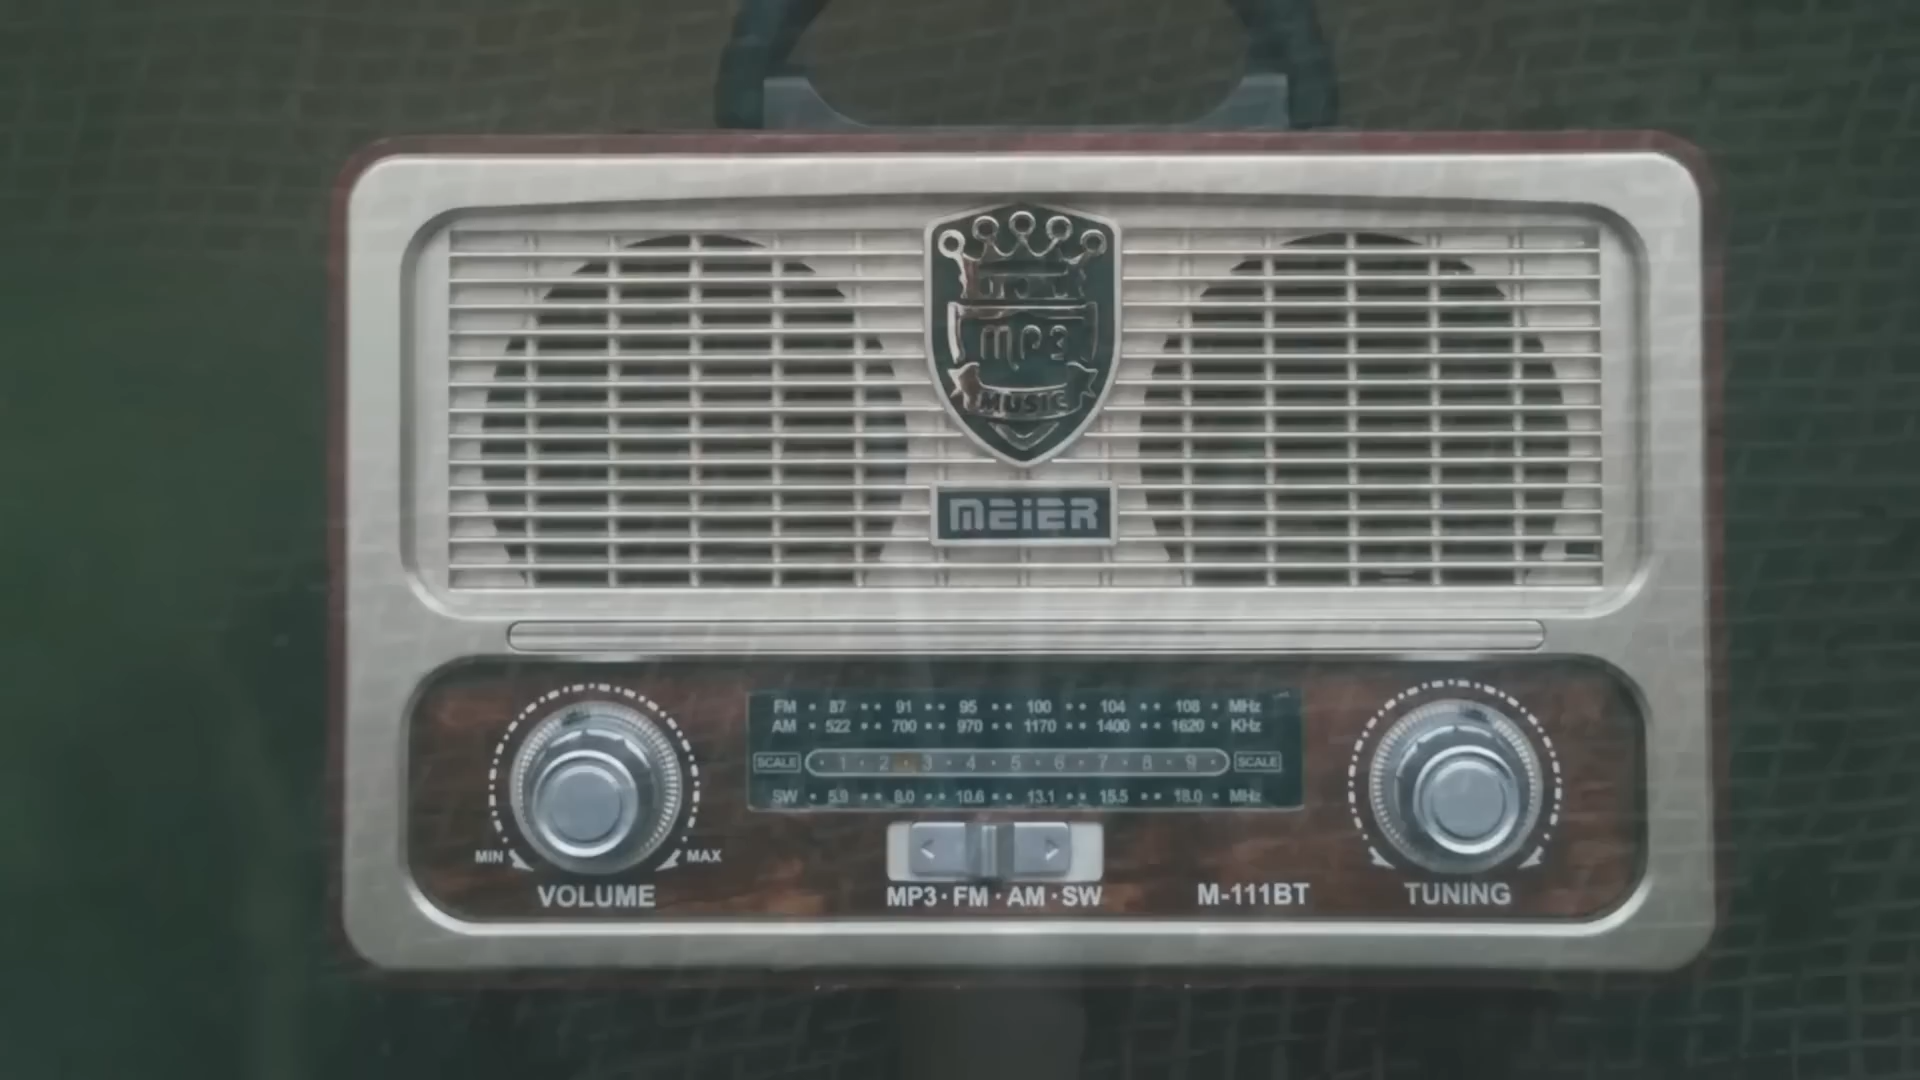 MP3
MUSIC
MEIER
FM • 87 •• 91 •• 95 •• 100 •• 104 •• 108 • MHz
AM • 522 •• 700 •• 970 •• 1170 •• 1400 •• 1620 • KHz
SCALE • 1 • 2 • 3 • 4 • 5 • 6 • 7 • 8 • 9 • SCALE
SW • 5.9 •• 8.0 •• 10.6 •• 13.1 •• 15.5 •• 18.0 • MHz
MIN MAX
VOLUME
MP3·FM·AM·SW
M-111BT
TUNING